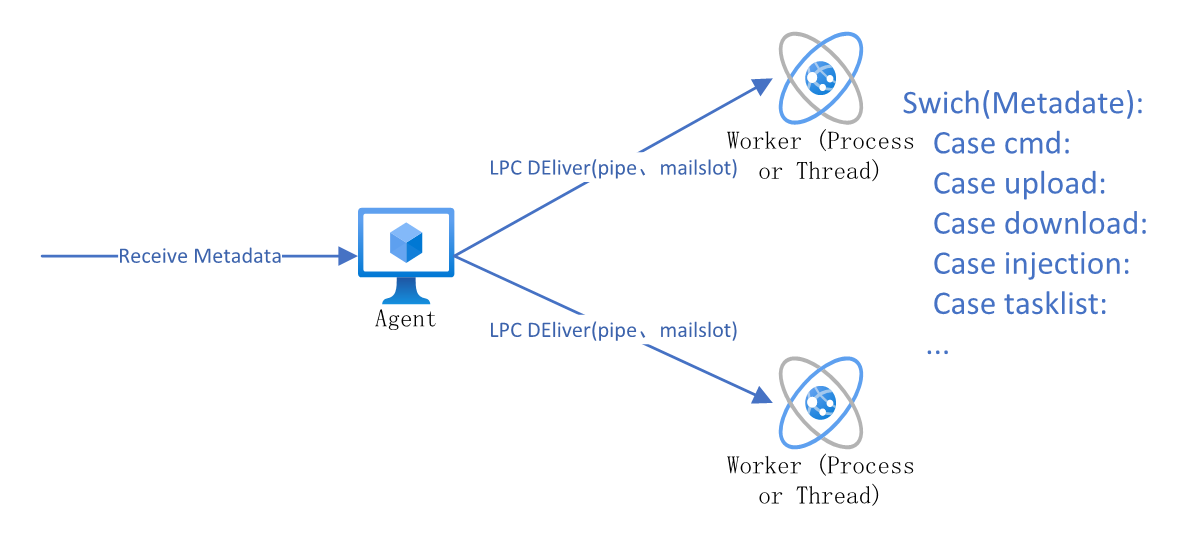 Receive Metadata
Agent
LPC DEliver(pipe、mailslot)
LPC DEliver(pipe、mailslot)
Worker (Process
or Thread)
Worker (Process
or Thread)
Swich(Metadate):
Case cmd:
Case upload:
Case download:
Case injection:
Case tasklist:
...